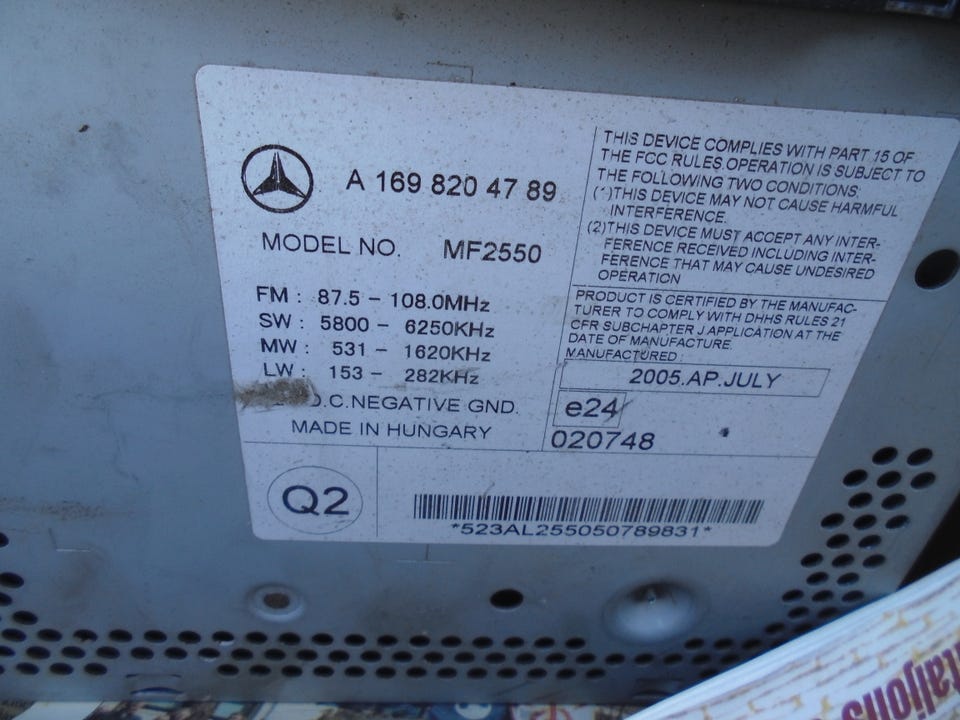 A 169 820 47 89
MODEL NO. MF2550
FM : 87.5 - 108.0MHz
SW : 5800 - 6250KHz
MW : 531 - 1620KHz
LW : 153 - 282KHz
D.C.NEGATIVE GND.
MADE IN HUNGARY
THIS DEVICE COMPLIES WITH PART 15 OF
THE FCC RULES OPERATION IS SUBJECT TO
THE FOLLOWING TWO CONDITIONS:
(1)THIS DEVICE MAY NOT CAUSE HARMFUL
INTERFERENCE.
(2)THIS DEVICE MUST ACCEPT ANY INTER-
FERENCE RECEIVED INCLUDING INTER-
FERENCE THAT MAY CAUSE UNDESIRED
OPERATION
PRODUCT IS CERTIFIED BY THE MANUFAC-
TURER TO COMPLY WITH DHHS RULES 21
CFR SUBCHAPTER J APPLICATION AT THE
DATE OF MANUFACTURE.
MANUFACTURED :
2005.AP.JULY
e24
020748
Q2
*523AL255050789831*